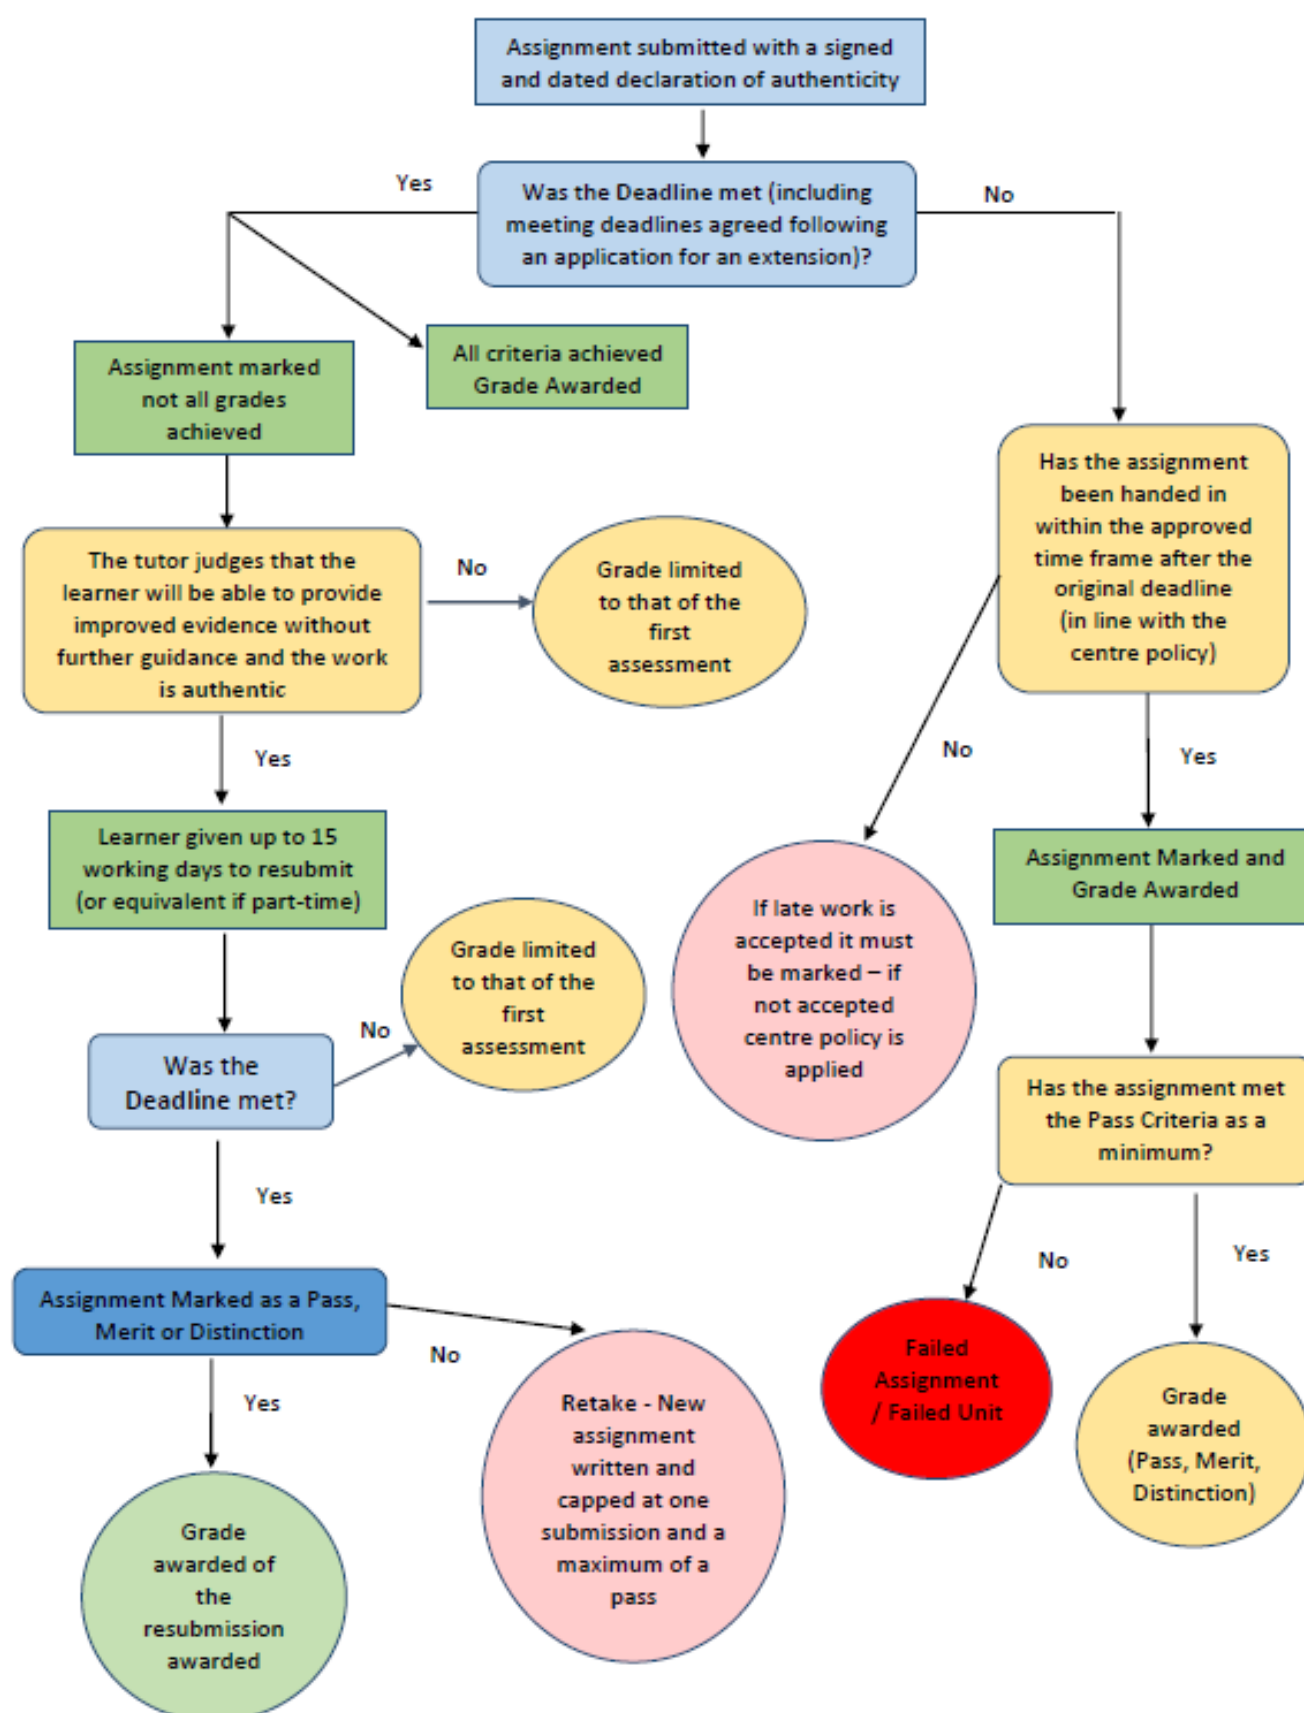 Assignment submitted with a signed
and dated declaration of authenticity
Yes
Was the Deadline met (including
meeting deadlines agreed following
an application for an extension)?
No
All criteria achieved
Grade Awarded
Assignment marked
not all grades
achieved
Has the assignment
been handed in
within the approved
time frame after the
original deadline
(in line with the
centre policy)
The tutor judges that the
learner will be able to provide
improved evidence without
further guidance and the work
is authentic
No
Grade limited
to that of the
first
assessment
Yes
No
Yes
Learner given up to 15
working days to resubmit
(or equivalent if part-time)
Assignment Marked and
Grade Awarded
If late work is
accepted it must
be marked – if
not accepted
centre policy is
applied
Grade limited
to that of the
first
assessment
No
Was the
Deadline met?
Has the assignment met
the Pass Criteria as a
minimum?
Yes
No
Yes
Assignment Marked as a Pass,
Merit or Distinction
No
Yes
Failed
Assignment
/ Failed Unit
Grade
awarded
(Pass, Merit,
Distinction)
Retake - New
assignment
written and
capped at one
submission and a
maximum of a
pass
Grade
awarded of
the
resubmission
awarded